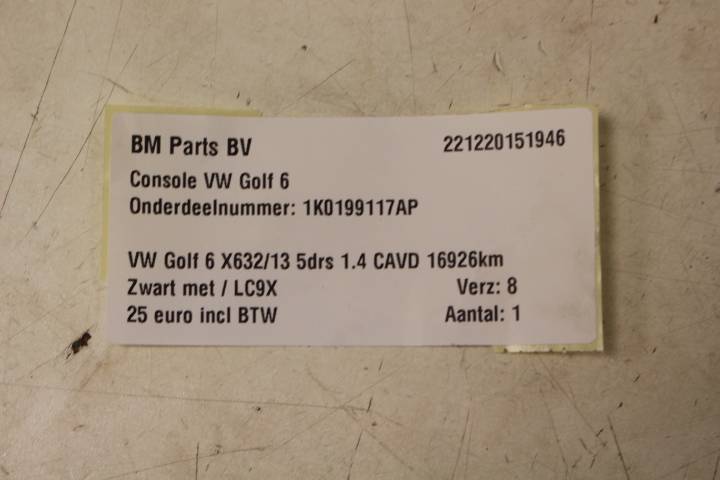 BM Parts BV 221220151946
Console VW Golf 6
Onderdeelnummer: 1K0199117AP
VW Golf 6 X632/13 5drs 1.4 CAVD 16926km
Zwart met / LC9X Verz: 8
25 euro incl BTW Aantal: 1